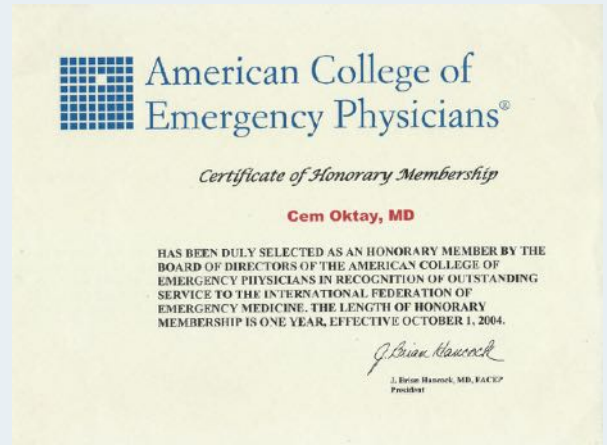 American College of
Emergency Physicians®
Certificate of Honorary Membership
Cem Oktay, MD
HAS BEEN DULY SELECTED AS AN HONORARY MEMBER BY THE
BOARD OF DIRECTORS OF THE AMERICAN COLLEGE OF
EMERGENCY PHYSICIANS IN RECOGNITION OF OUTSTANDING
SERVICE TO THE INTERNATIONAL FEDERATION OF
EMERGENCY MEDICINE. THE LENGTH OF HONORARY
MEMBERSHIP IS ONE YEAR, EFFECTIVE OCTOBER 1, 2004.
J. Brian Hancock
J. Brian Hancock, MD, FACEP
President